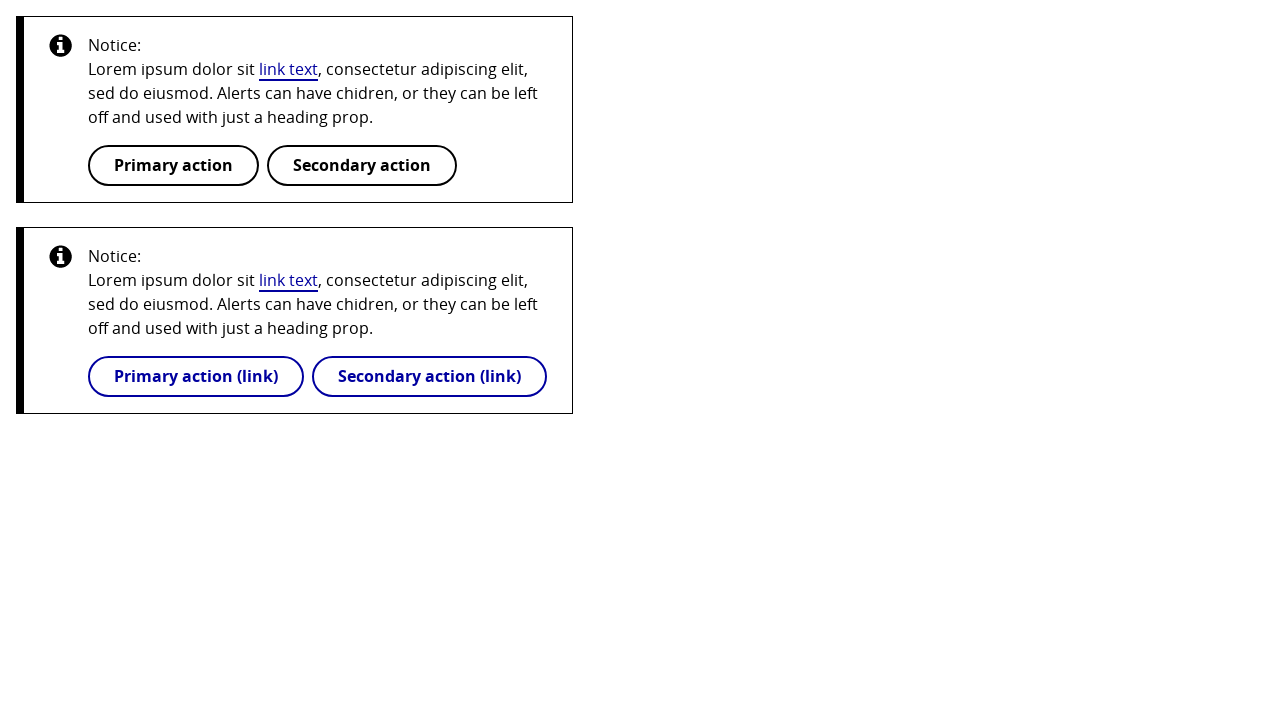 Notice:
Lorem ipsum dolor sit link text, consectetur adipiscing elit,
sed do eiusmod. Alerts can have chidren, or they can be left
off and used with just a heading prop.
Primary action
Secondary action
Notice:
Lorem ipsum dolor sit link text, consectetur adipiscing elit,
sed do eiusmod. Alerts can have chidren, or they can be left
off and used with just a heading prop.
Primary action (link)
Secondary action (link)